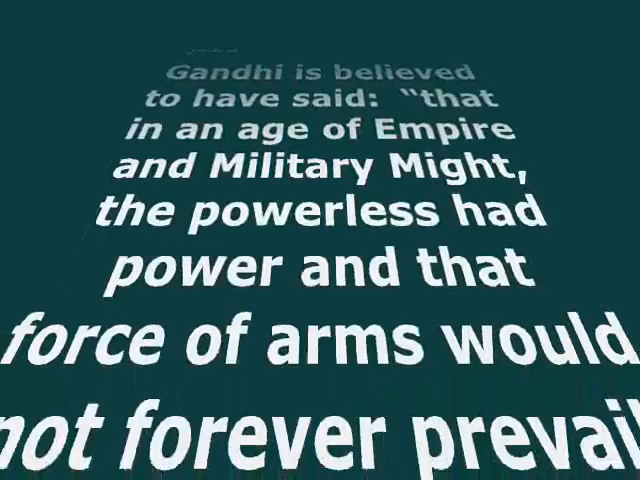 Gandhi is believed
to have said: "that
in an age of Empire
and Military Might,
the powerless had
power and that
force of arms would
not forever prevail